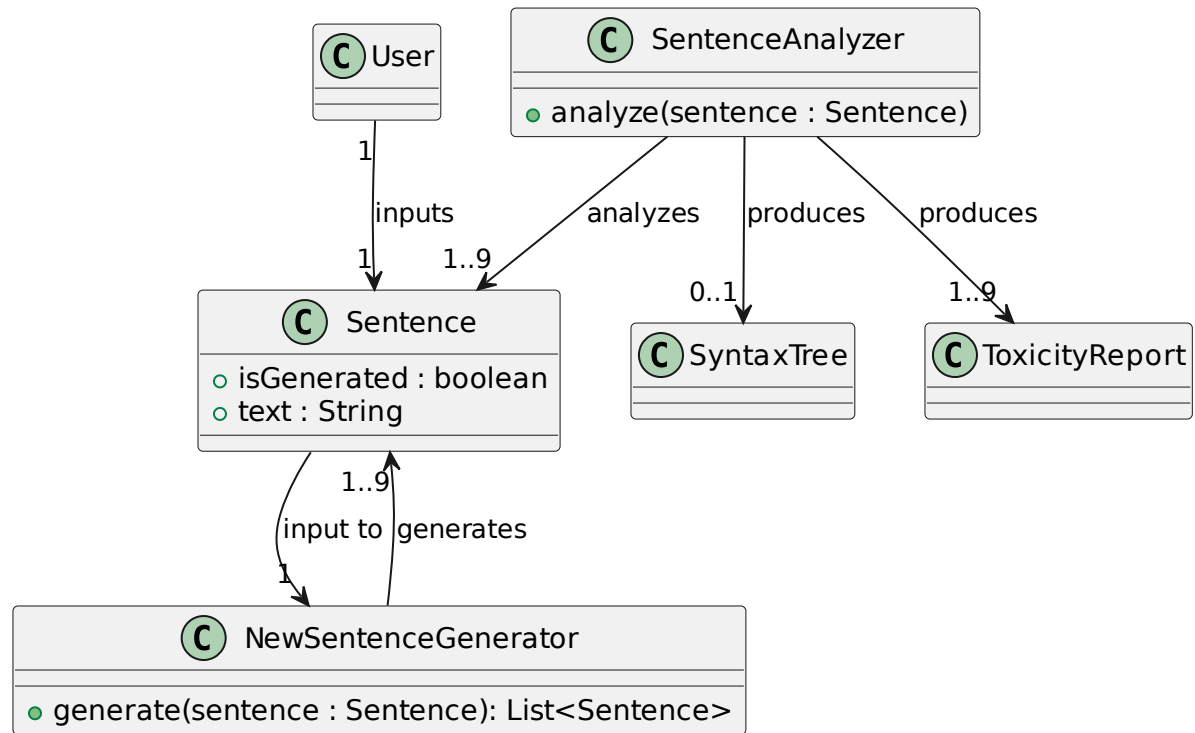 C User
C SentenceAnalyzer
analyze(sentence : Sentence)
1
inputs
analyzes
produces
produces
1
1..9
0..1
1..9
C Sentence
isGenerated : boolean
text : String
C SyntaxTree
C ToxicityReport
1..9
input to
generates
1
C NewSentenceGenerator
generate(sentence : Sentence): List<Sentence>